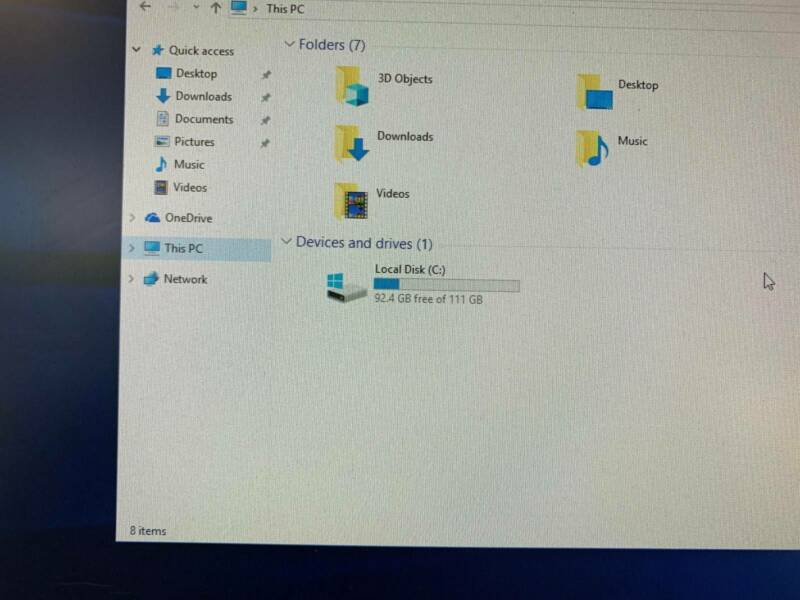 This PC
Quick access
Desktop
Downloads
Documents
Pictures
Music
Videos
OneDrive
This PC
Network
Folders (7)
3D Objects
Desktop
Downloads
Music
Videos
Devices and drives (1)
Local Disk (C:)
92.4 GB free of 111 GB
8 items